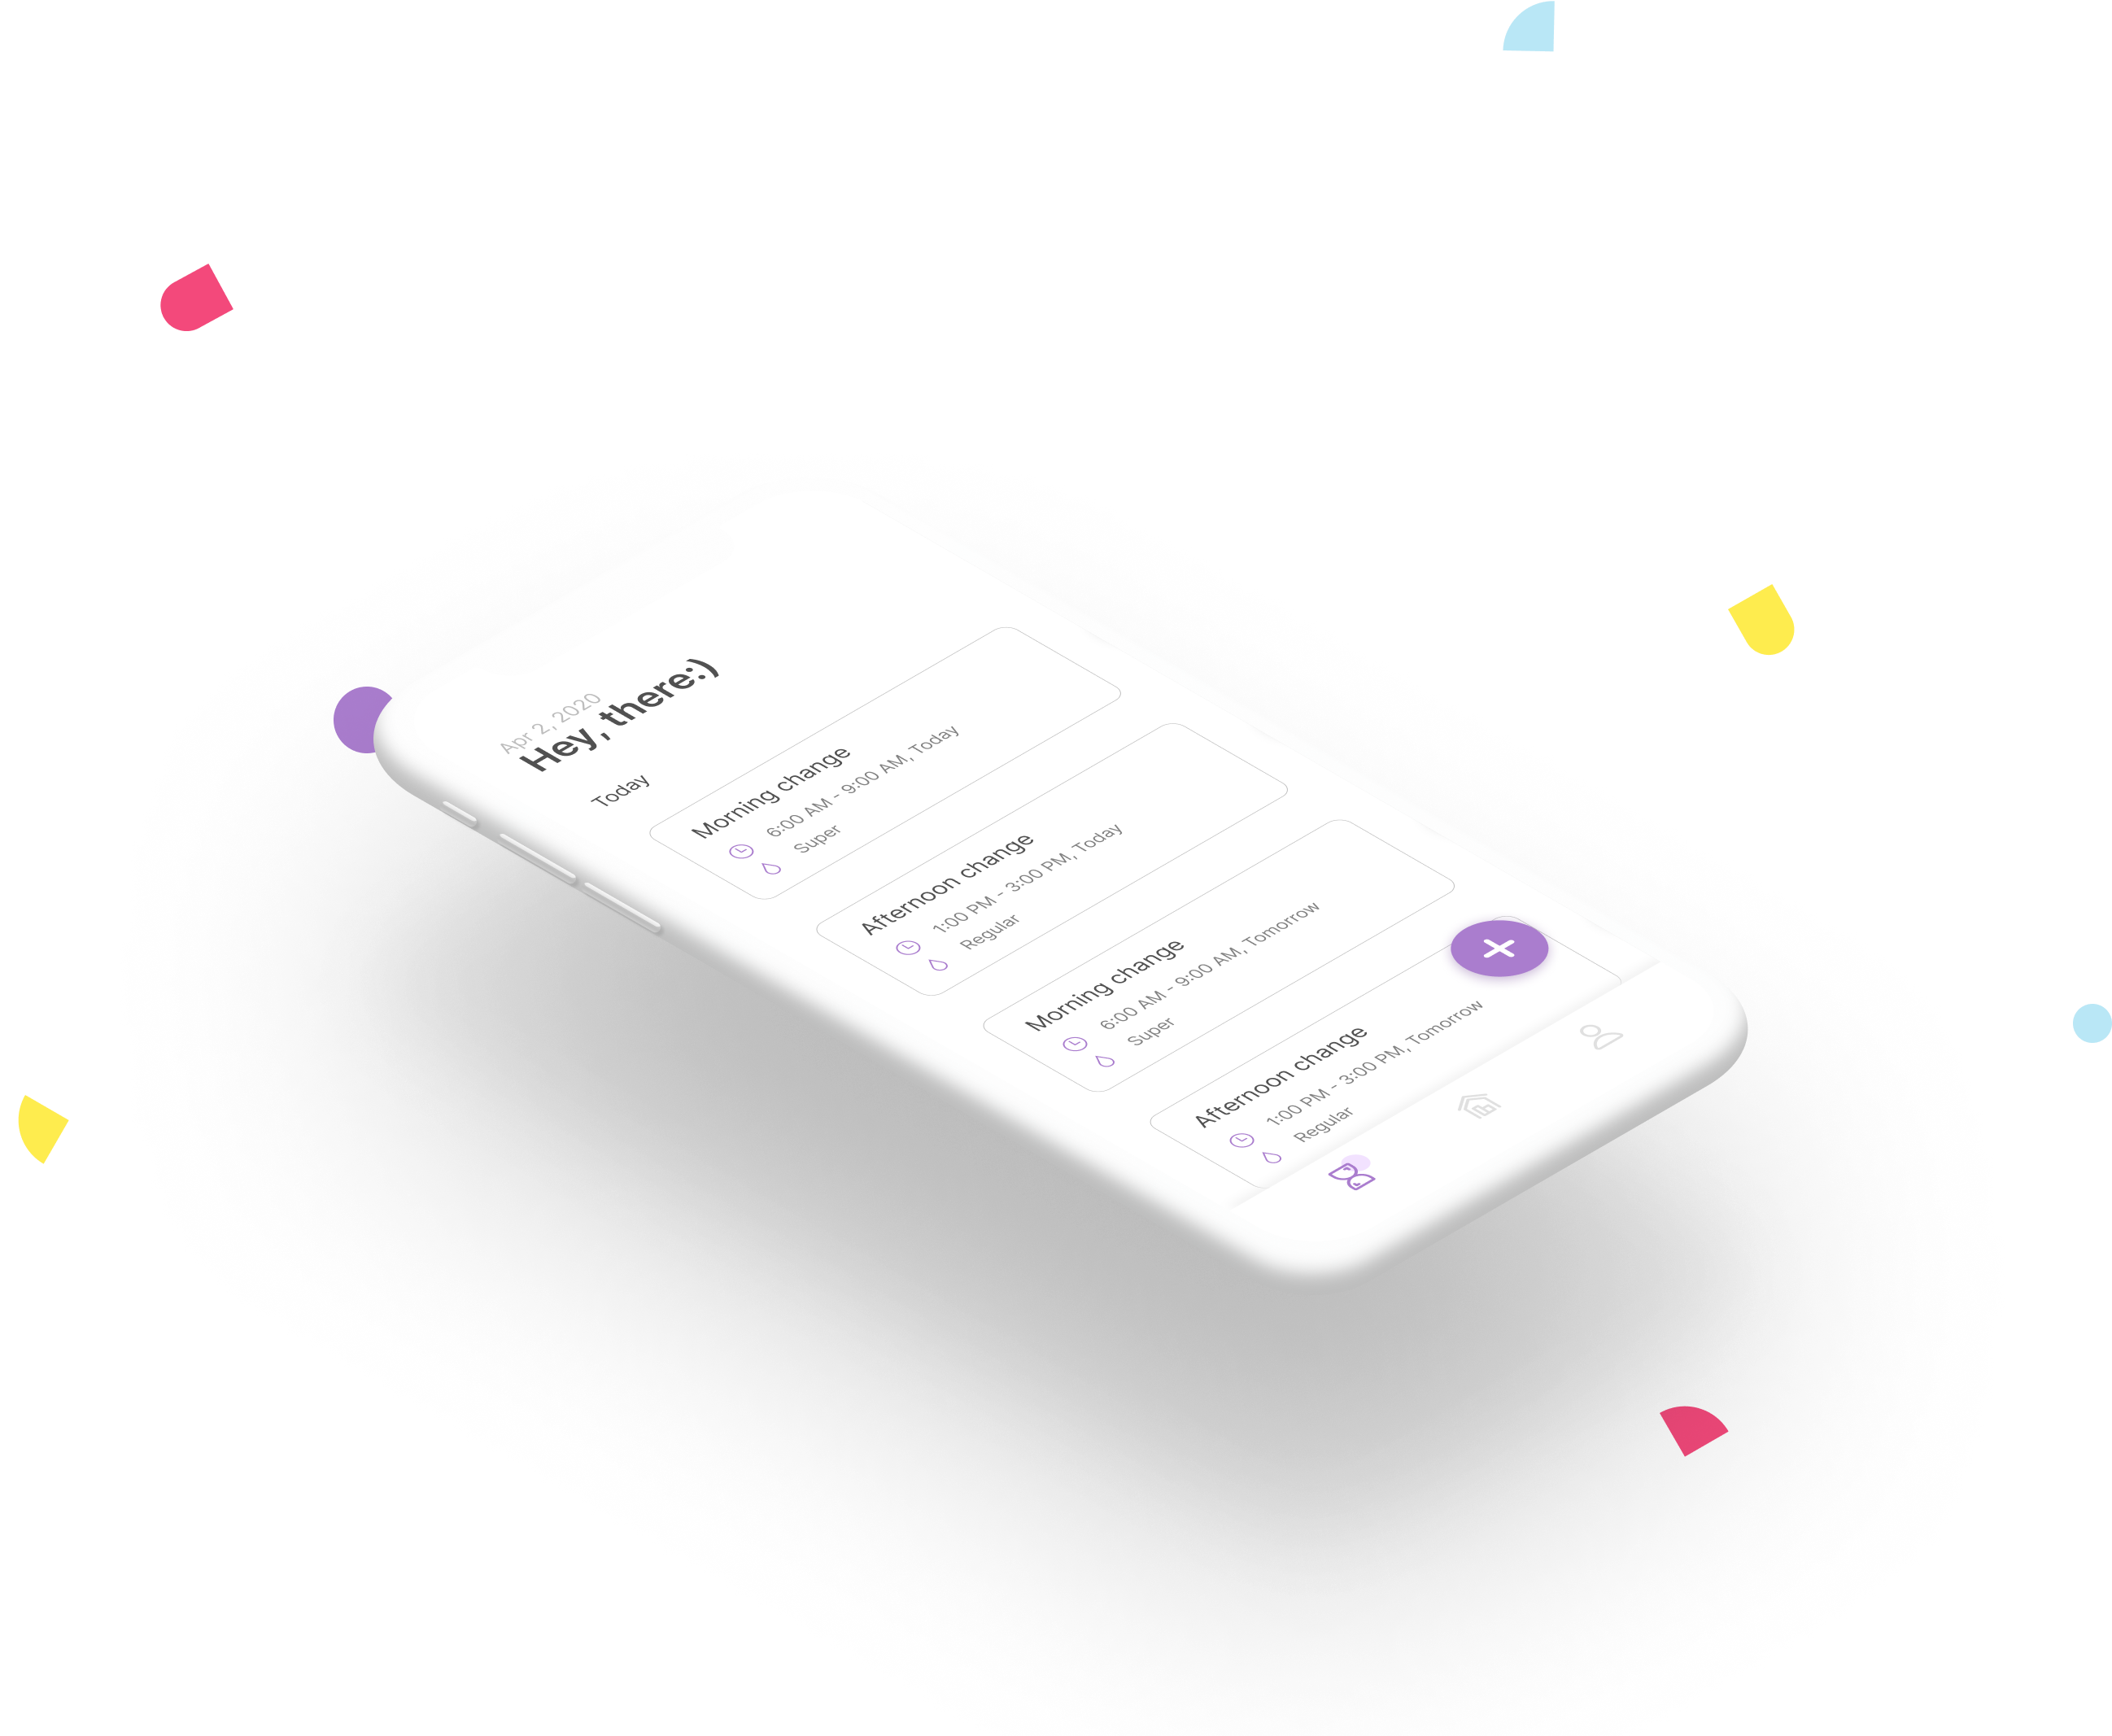 Apr 2, 2020
Hey, there:)
Today
Morning change
6:00 AM - 9:00 AM, Today
Super
Afternoon change
1:00 PM - 3:00 PM, Today
Regular
Morning change
6:00 AM - 9:00 AM, Tomorrow
Super
Afternoon change
1:00 PM - 3:00 PM, Tomorrow
Regular